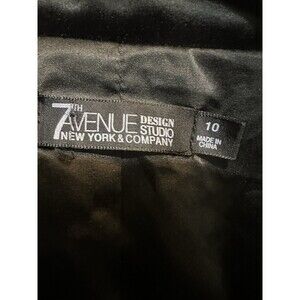 7TH
AVENUE DESIGN STUDIO
NEW YORK & COMPANY
10
MADE IN
CHINA